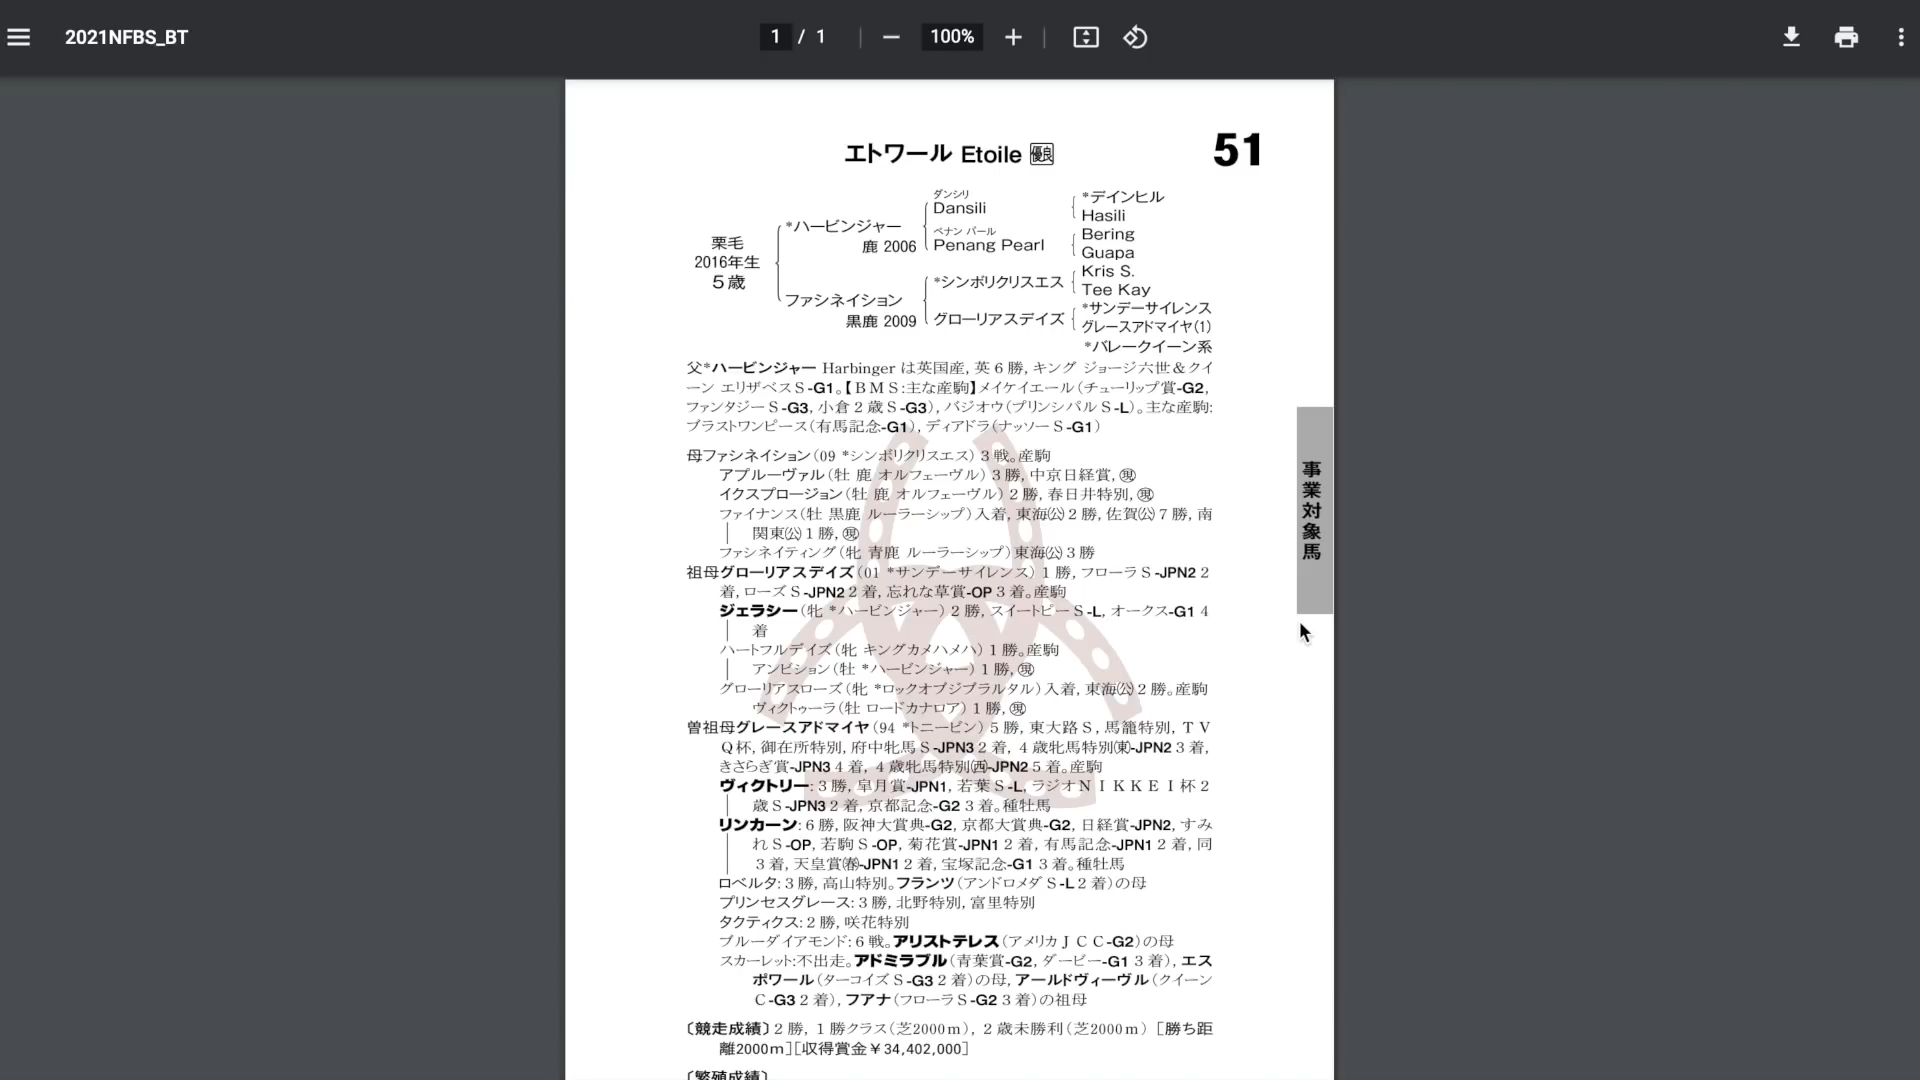 2021NFBS_BT
1 / 1
100%
エトワール Etoile 優良
51
栗毛
2016年生
5歳
*ハービンジャー
鹿 2006
ダンシリ
Dansili
*デインヒル
Hasili
ペナン パール
Penang Pearl
Bering
Guapa
ファシネイション
黒鹿 2009
*シンボリクリスエス
Kris S.
Tee Kay
グローリアスデイズ
*サンデーサイレンス
グレースアドマイヤ(1)
*バレークイーン系
父*ハービンジャー Harbinger は英国産, 英6勝, キング ジョージ六世&クイ
ーン エリザベスS-G1。【BMS:主な産駒】メイケイエール(チューリップ賞-G2,
ファンタジーS-G3, 小倉2歳S-G3), バジオウ(プリンシパルS-L)。主な産駒:
ブラストワンピース(有馬記念-G1), ディアドラ(ナッソーS-G1)
母ファシネイション(09 *シンボリクリスエス) 3戦。産駒
アプルーヴァル(牡 鹿 オルフェーヴル) 3勝, 中京日経賞, ㊢
イクスプロージョン(牡 鹿 オルフェーヴル) 2勝, 春日井特別, 現
ファイナンス(牡 黒鹿 ルーラーシップ) 入着, 東海(公)2勝, 佐賀(公)7勝, 南
関東(公)1勝, 現
ファシネイティング(牝 青鹿 ルーラーシップ) 東海(公)3勝
祖母グローリアスデイズ(01 *サンデーサイレンス) 1勝, フローラS-JPN2 2
着, ローズS-JPN2 2着, 忘れな草賞-OP 3着。産駒
ジェラシー(牝 *ハービンジャー) 2勝, スイートピーS-L, オークス-G1 4
着
ハートフルデイズ(牝 キングカメハメハ) 1勝。産駒
アンビション(牡 *ハービンジャー) 1勝, 現
グローリアスローズ(牝 *ロックオブジブラルタル) 入着, 東海(公)2勝。産駒
ヴィクトゥーラ(牡 ロードカナロア) 1勝, 現
曽祖母グレースアドマイヤ(94 *トニービン) 5勝, 東大路S, 馬籠特別, TV
Q杯, 御在所特別, 府中牝馬S-JPN3 2着, 4歳牝馬特別(東)-JPN2 3着,
きさらぎ賞-JPN3 4着, 4歳牝馬特別(西)-JPN2 5着。産駒
ヴィクトリー:3勝, 皐月賞-JPN1, 若葉S-L, ラジオNIKKEI杯2
歳S-JPN3 2着, 京都記念-G2 3着。種牡馬
リンカーン:6勝, 阪神大賞典-G2, 京都大賞典-G2, 日経賞-JPN2, すみ
れS-OP, 若駒S-OP, 菊花賞-JPN1 2着, 有馬記念-JPN1 2着, 同
3着, 天皇賞(春)-JPN1 2着, 宝塚記念-G1 3着。種牡馬
ロベルタ:3勝, 高山特別。フランツ(アンドロメダS-L 2着)の母
プリンセスグレース:3勝, 北野特別, 富里特別
タクティクス:2勝, 咲花特別
ブルーダイアモンド:6戦。アリストテレス(アメリカJCC-G2)の母
スカーレット:不出走。アドミラブル(青葉賞-G2, ダービー-G1 3着), エス
ポワール(ターコイズS-G3 2着)の母, アールドヴィーヴル(クイーン
C-G3 2着), フアナ(フローラS-G2 3着)の祖母
〔競走成績〕2勝, 1勝クラス(芝2000m), 2歳未勝利(芝2000m) [勝ち距
離2000m][収得賞金¥34,402,000]
〔繁殖成績〕
事業対象馬